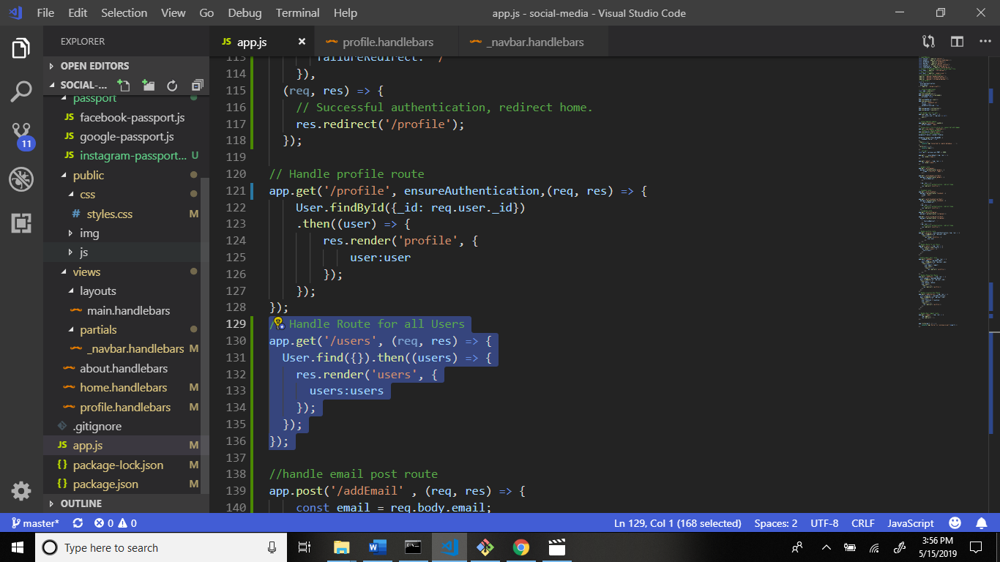 File Edit Selection View Go Debug Terminal Help
app.js - social-media - Visual Studio Code
EXPLORER
OPEN EDITORS
SOCIAL-...
passport
JS facebook-passport.js
JS google-passport.js
JS instagram-passport... U
public
css
# styles.css M
img
js
views
layouts
main.handlebars
partials
_navbar.handlebars M
about.handlebars
home.handlebars M
profile.handlebars M
.gitignore
JS app.js M
{} package-lock.json M
{} package.json M
OUTLINE
11
JS app.js ×
profile.handlebars
_navbar.handlebars
113 failureRedirect: '/'
114 }),
115 (req, res) => {
116 // Successful authentication, redirect home.
117 res.redirect('/profile');
118 });
119
120 // Handle profile route
121 app.get('/profile', ensureAuthentication,(req, res) => {
122 User.findById({_id: req.user._id})
123 .then((user) => {
124 res.render('profile', {
125 user:user
126 });
127 });
128 });
129 / Handle Route for all Users
130 app.get('/users', (req, res) => {
131 User.find({}).then((users) => {
132 res.render('users', {
133 users:users
134 });
135 });
136 });
137
138 //handle email post route
139 app.post('/addEmail' , (req, res) => {
140 const email = req.body.email;
master* 0 0
Ln 129, Col 1 (168 selected) Spaces: 2 UTF-8 CRLF JavaScript
Type here to search
3:56 PM
5/15/2019